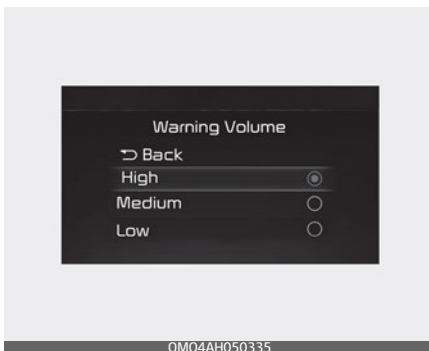 Warning Volume
Back
High
Medium
Low
OMO4AH050335